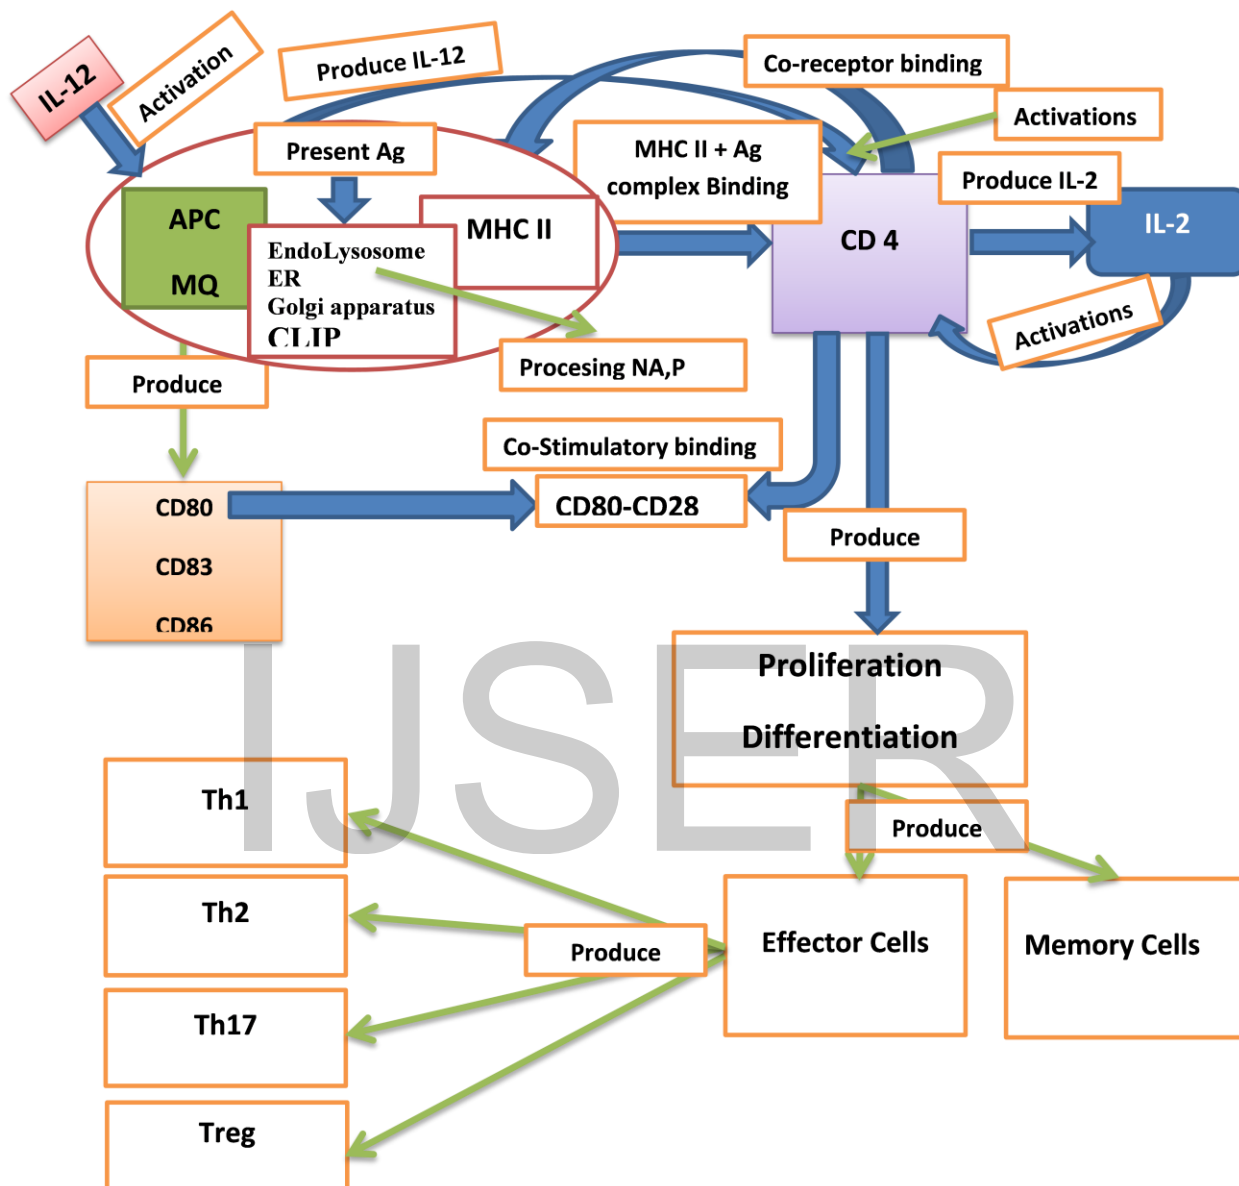 IL-12
Activation
Produce IL-12
Co-receptor binding
Activations
Present Ag
MHC II + Ag
complex Binding
Produce IL-2
APC
MQ
MHC II
EndoLysosome
ER
Golgi apparatus
CLIP
CD 4
IL-2
Activations
Procesing NA,P
Produce
Co-Stimulatory binding
CD80-CD28
CD80
CD83
CD86
Produce
Proliferation
Differentiation
IJSER
Produce
Th1
Th2
Th17
Treg
Produce
Effector Cells
Memory Cells